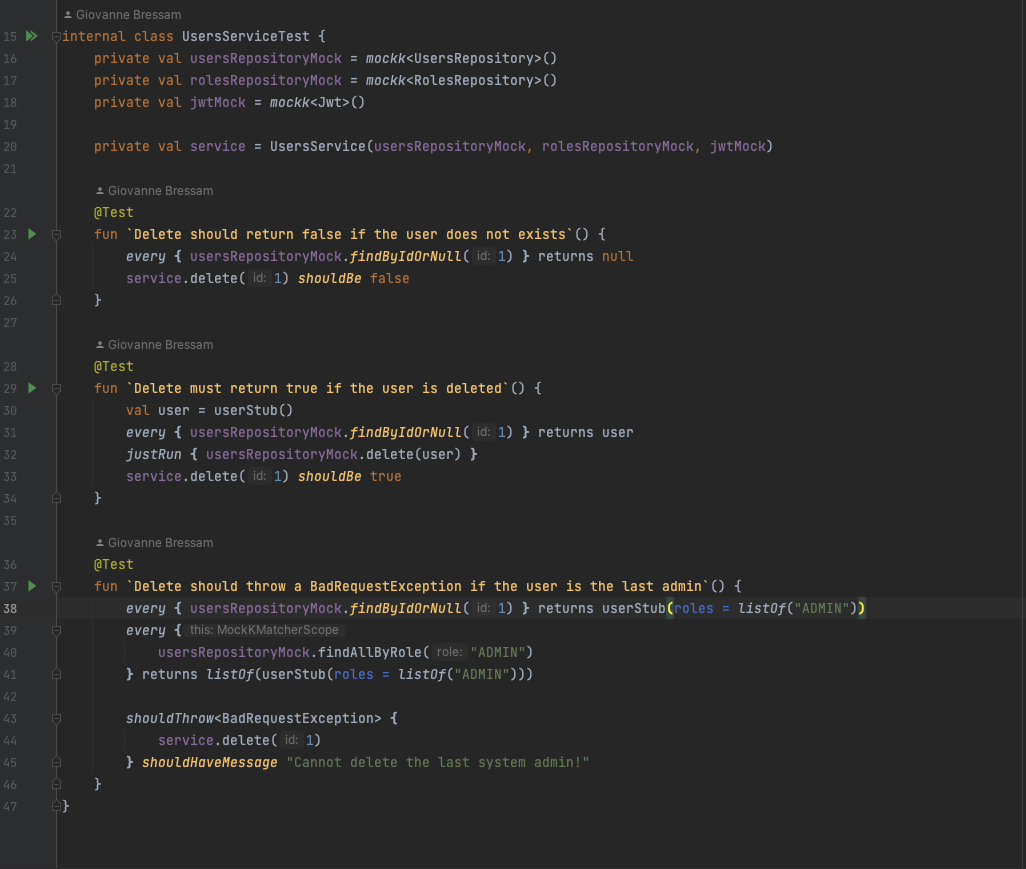 Giovanne Bressam
15 internal class UsersServiceTest {
16 private val usersRepositoryMock = mockk<UsersRepository>()
17 private val rolesRepositoryMock = mockk<RolesRepository>()
18 private val jwtMock = mockk<Jwt>()
19
20 private val service = UsersService(usersRepositoryMock, rolesRepositoryMock, jwtMock)
21
Giovanne Bressam
22 @Test
23 fun `Delete should return false if the user does not exists`() {
24 every { usersRepositoryMock.findByIdOrNull( id: 1) } returns null
25 service.delete( id: 1) shouldBe false
26 }
27
Giovanne Bressam
28 @Test
29 fun `Delete must return true if the user is deleted`() {
30 val user = userStub()
31 every { usersRepositoryMock.findByIdOrNull( id: 1) } returns user
32 justRun { usersRepositoryMock.delete(user) }
33 service.delete( id: 1) shouldBe true
34 }
35
Giovanne Bressam
36 @Test
37 fun `Delete should throw a BadRequestException if the user is the last admin`() {
38 every { usersRepositoryMock.findByIdOrNull( id: 1) } returns userStub(roles = listOf("ADMIN"))
39 every { this: MockKMatcherScope
40 usersRepositoryMock.findAllByRole( role: "ADMIN")
41 } returns listOf(userStub(roles = listOf("ADMIN")))
42
43 shouldThrow<BadRequestException> {
44 service.delete( id: 1)
45 } shouldHaveMessage "Cannot delete the last system admin!"
46 }
47 }